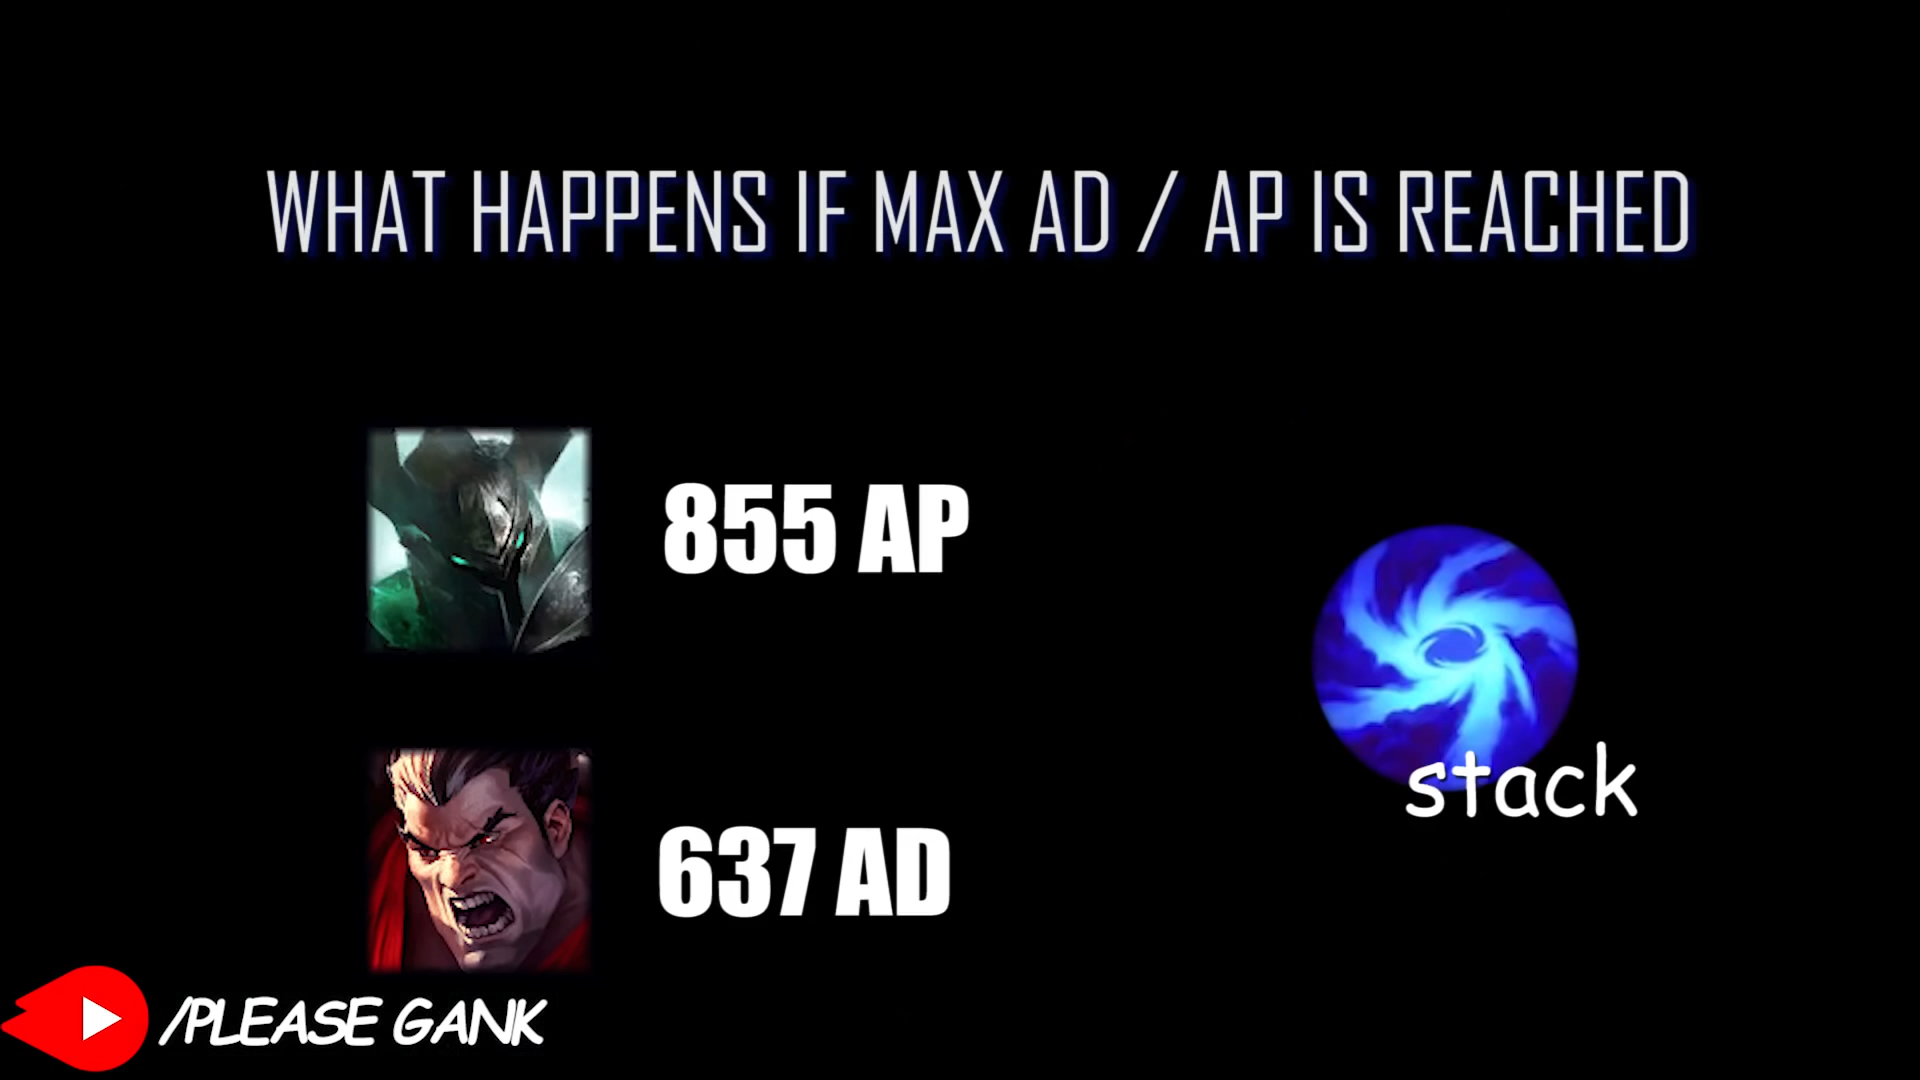 WHAT HAPPENS IF MAX AD / AP IS REACHED
855 AP
stack
637 AD
/PLEASE GANK